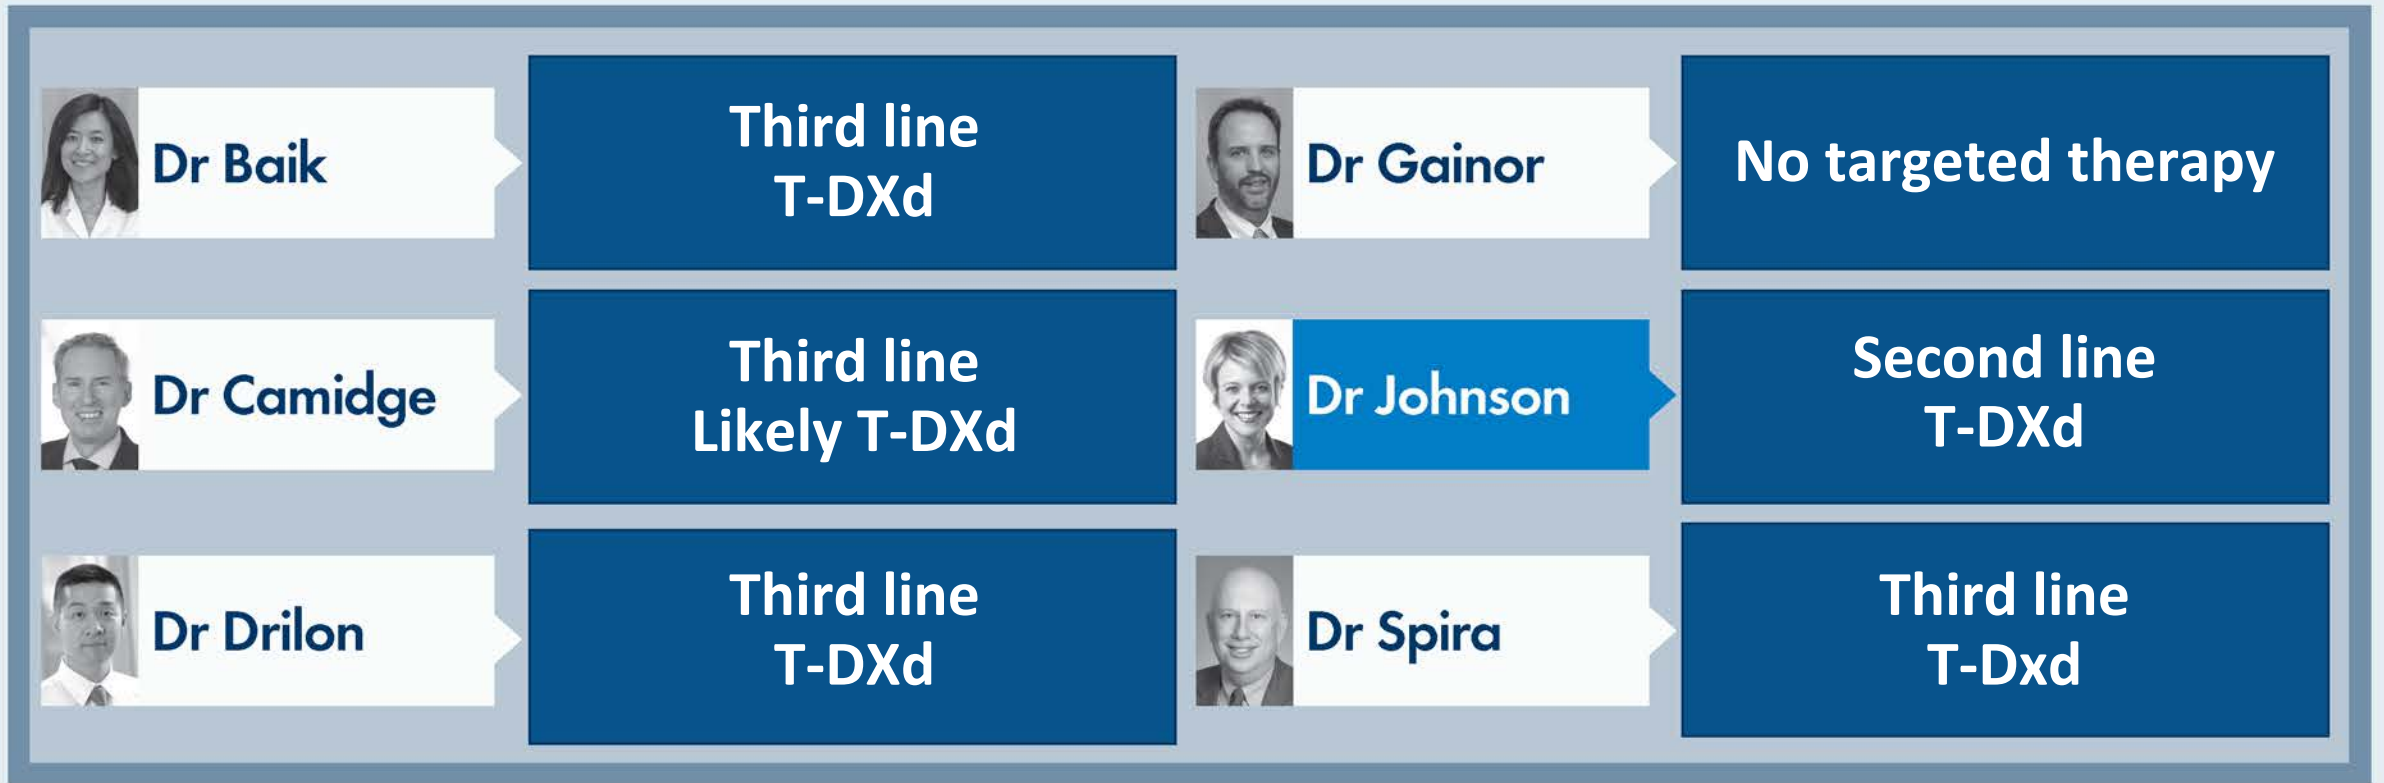 Dr Baik
Third line
T-DXd
Dr Gainor
No targeted therapy
Dr Camidge
Third line
Likely T-DXd
Dr Johnson
Second line
T-DXd
Dr Drilon
Third line
T-DXd
Dr Spira
Third line
T-Dxd